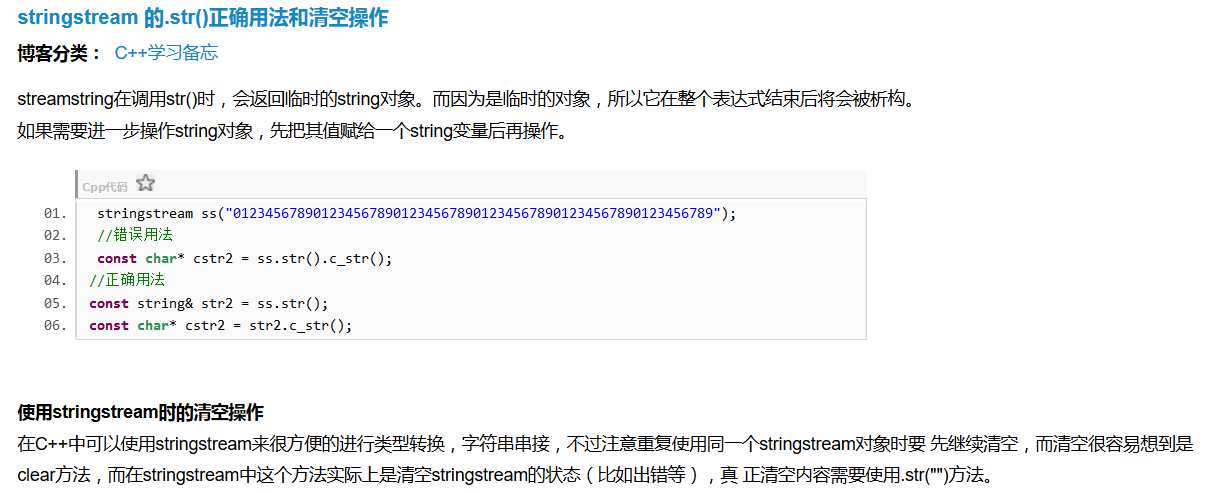 stringstream 的.str()正确用法和清空操作
博客分类： C++学习备忘
streamstring在调用str()时，会返回临时的string对象。而因为是临时的对象，所以它在整个表达式结束后将会被析构。
如果需要进一步操作string对象，先把其值赋给一个string变量后再操作。
Cpp代码
01. stringstream ss("012345678901234567890123456789012345678901234567890123456789");
02. //错误用法
03. const char* cstr2 = ss.str().c_str();
04. //正确用法
05. const string& str2 = ss.str();
06. const char* cstr2 = str2.c_str();
使用stringstream时的清空操作
在C++中可以使用stringstream来很方便的进行类型转换，字符串串接，不过注意重复使用同一个stringstream对象时要 先继续清空，而清空很容易想到是
clear方法，而在stringstream中这个方法实际上是清空stringstream的状态（比如出错等），真 正清空内容需要使用.str("")方法。